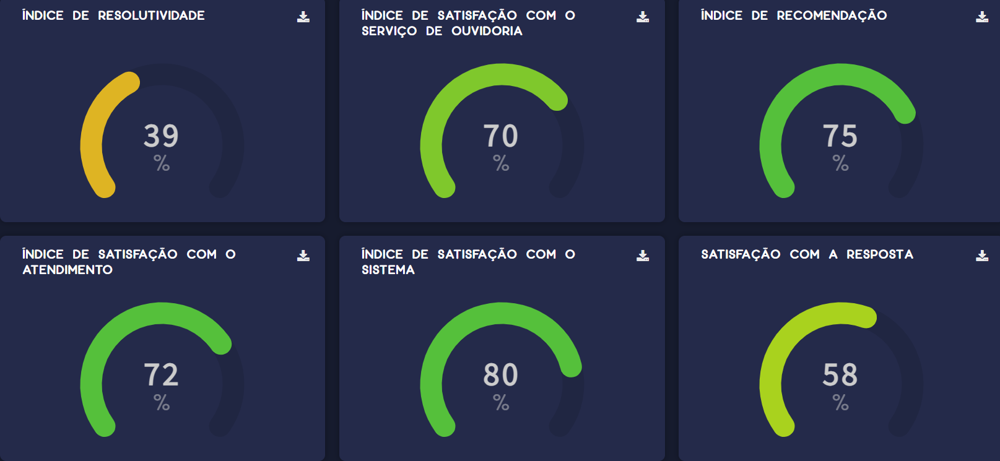 ÍNDICE DE RESOLUTIVIDADE
39
%
ÍNDICE DE SATISFAÇÃO COM O
SERVIÇO DE OUVIDORIA
70
%
ÍNDICE DE RECOMENDAÇÃO
75
%
ÍNDICE DE SATISFAÇÃO COM O
ATENDIMENTO
72
%
ÍNDICE DE SATISFAÇÃO COM O
SISTEMA
80
%
SATISFAÇÃO COM A RESPOSTA
58
%